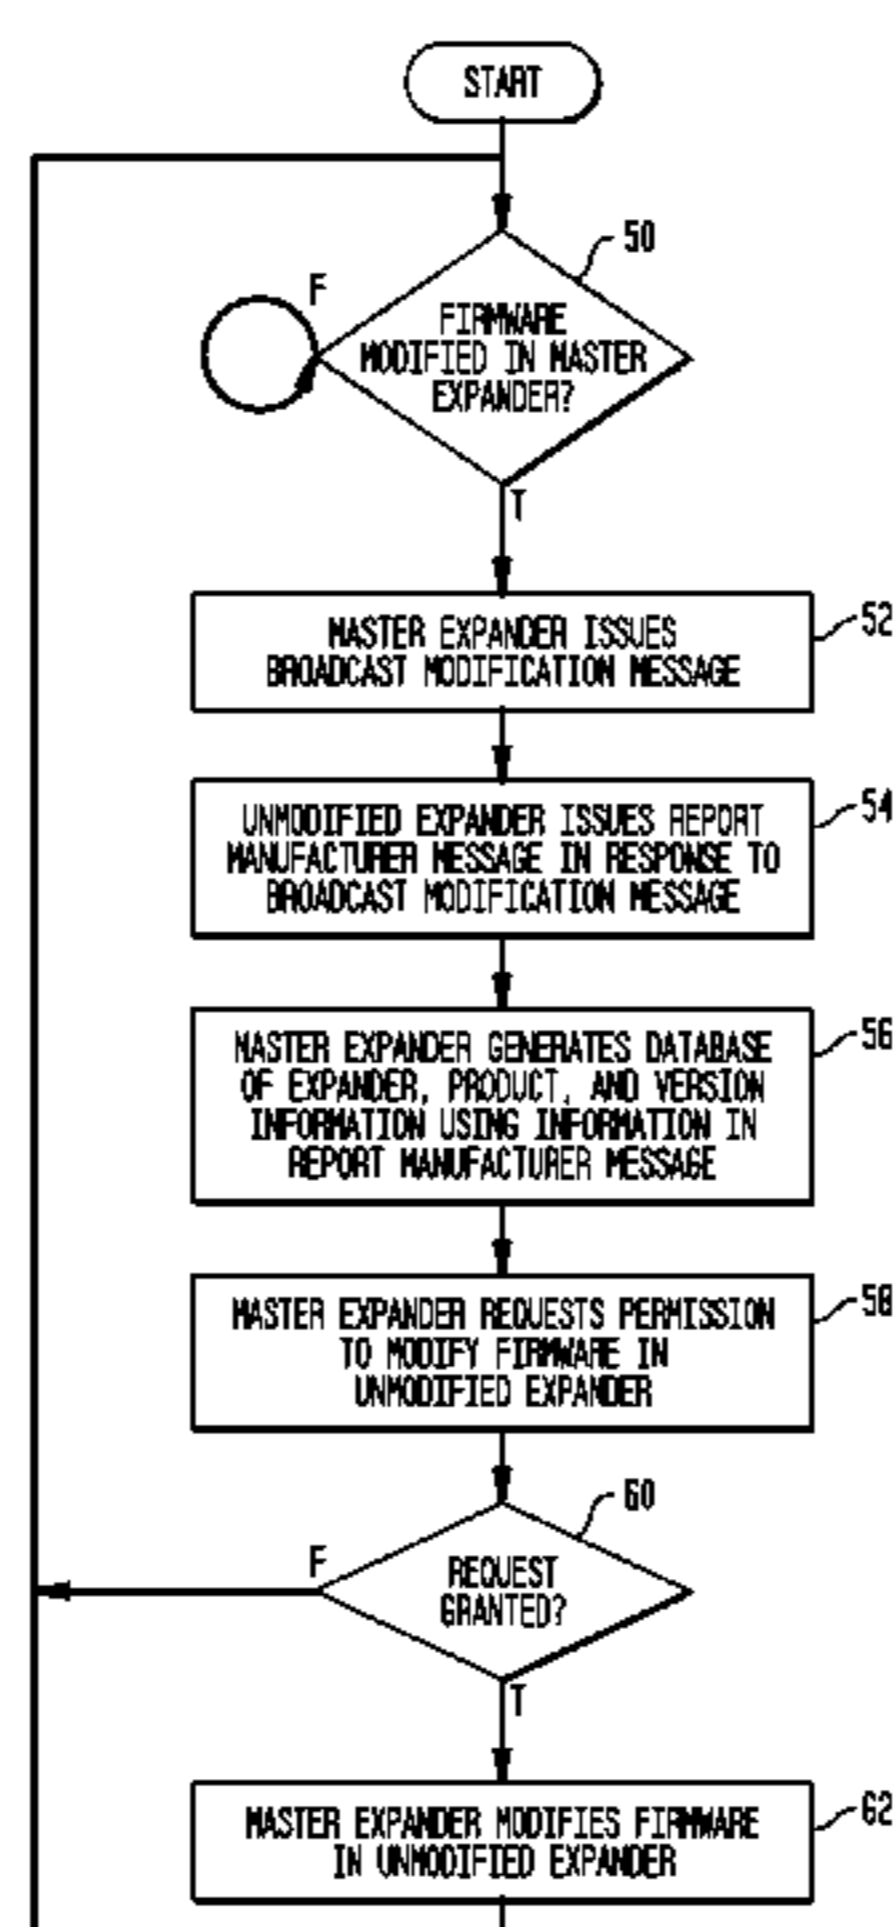 START
50
F
FIRMWARE
MODIFIED IN MASTER
EXPANDER?
T
52
MASTER EXPANDER ISSUES
BROADCAST MODIFICATION MESSAGE
54
UNMODIFIED EXPANDER ISSUES REPORT
MANUFACTURER MESSAGE IN RESPONSE TO
BROADCAST MODIFICATION MESSAGE
56
MASTER EXPANDER GENERATES DATABASE
OF EXPANDER, PRODUCT, AND VERSION
INFORMATION USING INFORMATION IN
REPORT MANUFACTURER MESSAGE
58
MASTER EXPANDER REQUESTS PERMISSION
TO MODIFY FIRMWARE IN
UNMODIFIED EXPANDER
60
F
REQUEST
GRANTED?
T
62
MASTER EXPANDER MODIFIES FIRMWARE
IN UNMODIFIED EXPANDER